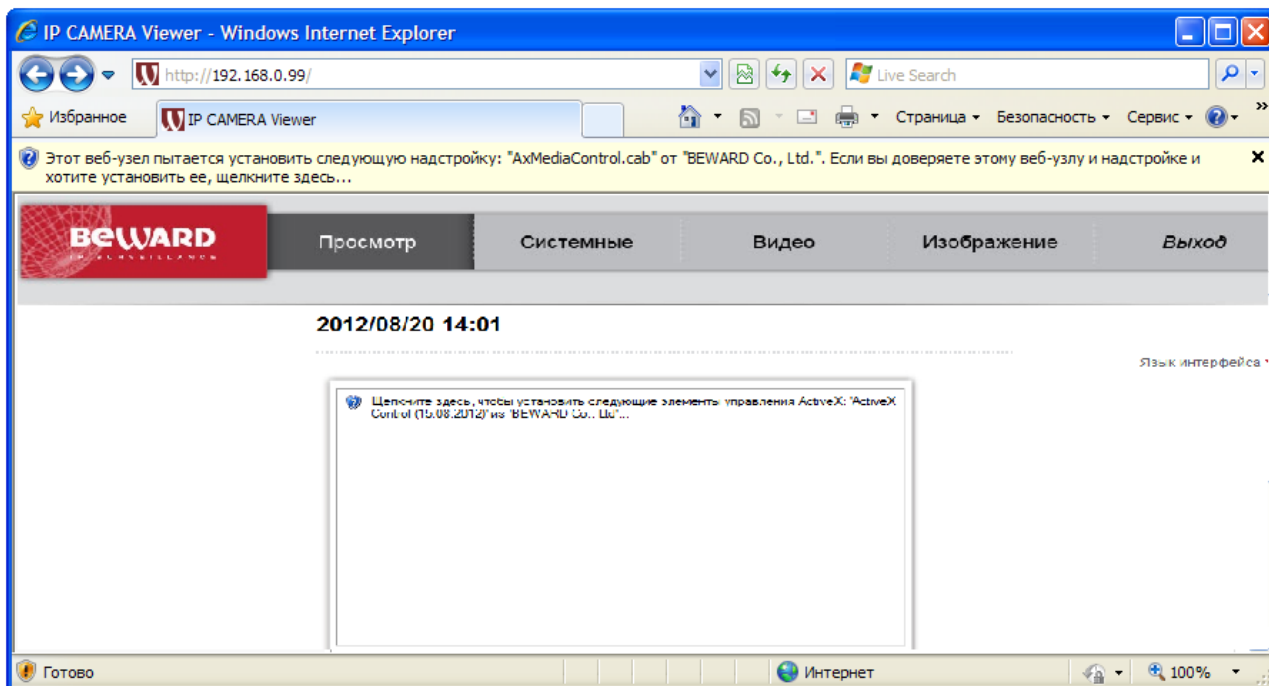 IP CAMERA Viewer - Windows Internet Explorer
http://192.168.0.99/
Live Search
Избранное
IP CAMERA Viewer
Страница
Безопасность
Сервис
Этот веб-узел пытается установить следующую надстройку: "AxMediaControl.cab" от "BEWARD Co., Ltd.". Если вы доверяете этому веб-узлу и надстройке и
хотите установить ее, щелкните здесь...
BEWARD
IP SURVEILLANCE
Просмотр
Системные
Видео
Изображение
Выход
2012/08/20 14:01
Язык интерфейса
Щелкните здесь, чтобы установить следующие элементы управления ActiveX: "ActiveX
Control (15.08.2012)" из "BEWARD Co., Ltd"...
Готово
Интернет
100%